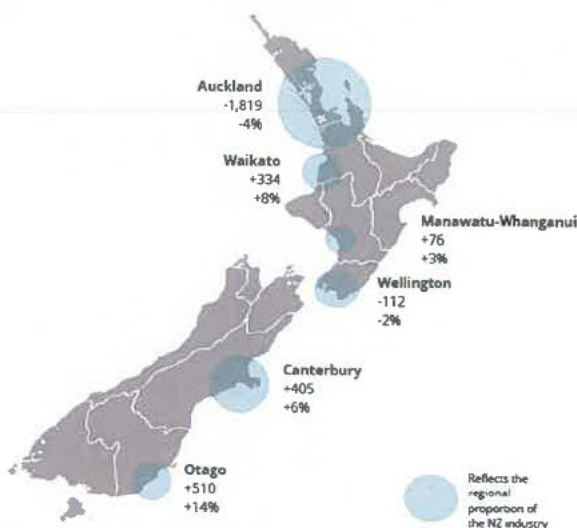 Auckland
-1,819
-4%
Waikato
+334
+8%
Manawatu-Whanganui
+76
+3%
Wellington
-112
-2%
Canterbury
+405
+6%
Otago
+510
+14%
Reflects the
regional
proportion of
the NZ industry